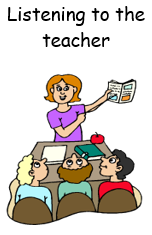 Listening to the
teacher